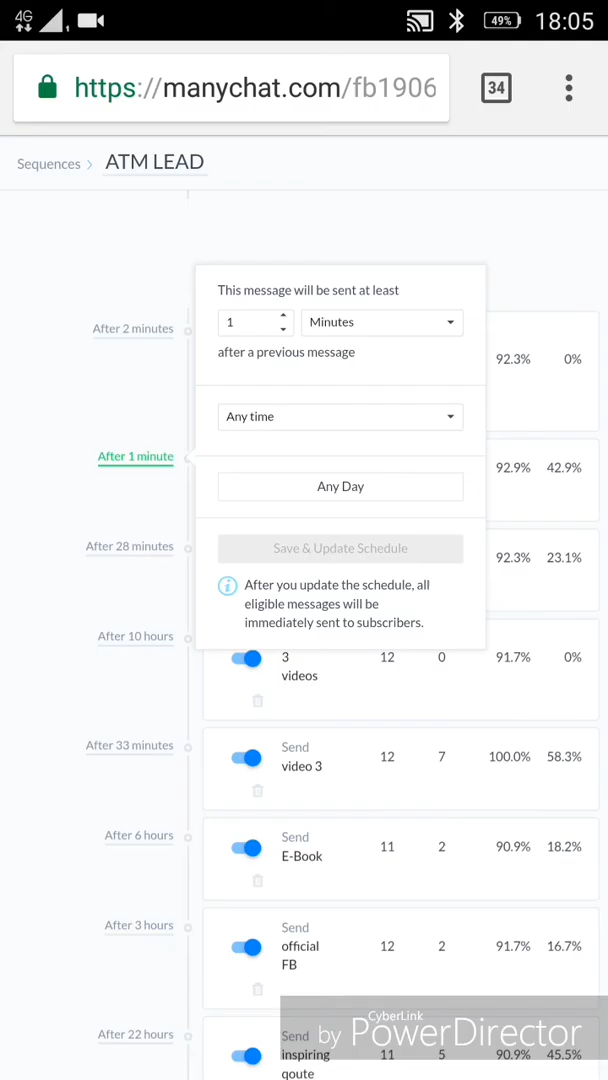 4G
49%
18:05
https://manychat.com/fb1906
34
Sequences
ATM LEAD
This message will be sent at least
1
Minutes
after a previous message
Any time
Any Day
Save & Update Schedule
After you update the schedule, all
eligible messages will be
immediately sent to subscribers.
After 2 minutes
92.3% 0%
After 1 minute
92.9% 42.9%
After 28 minutes
92.3% 23.1%
After 10 hours
3
videos
12 0 91.7% 0%
After 33 minutes
Send
video 3
12 7 100.0% 58.3%
After 6 hours
Send
E-Book
11 2 90.9% 18.2%
After 3 hours
Send
official
FB
12 2 91.7% 16.7%
After 22 hours
Send
inspiring
qoute
11 5 90.9% 45.5%
by CyberLink
PowerDirector